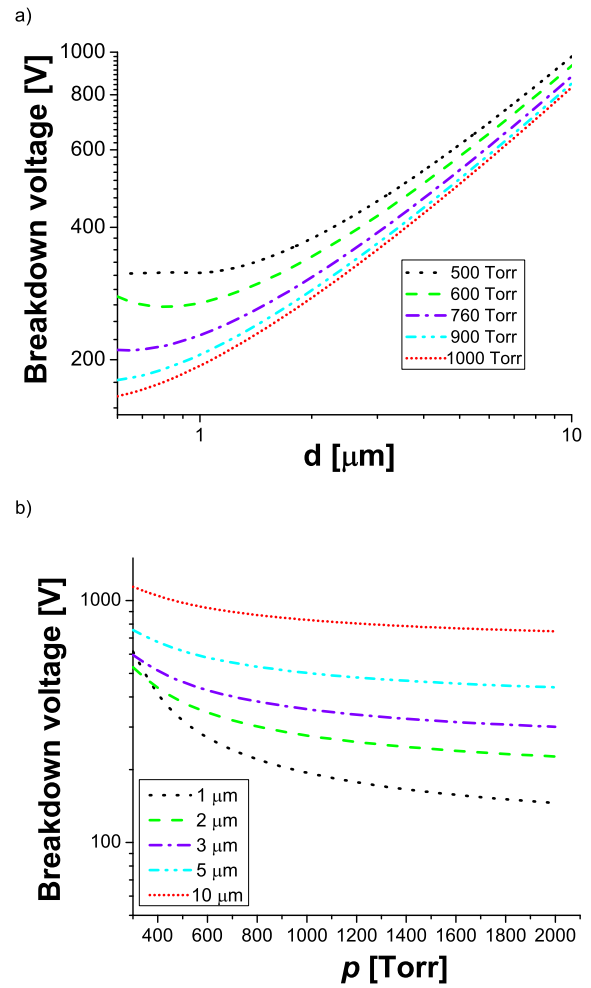 a)
Breakdown voltage [V]
1000
800
600
400
200
500 Torr
600 Torr
760 Torr
900 Torr
1000 Torr
1
10
d [μm]
b)
Breakdown voltage [V]
1000
100
1 μm
2 μm
3 μm
5 μm
10 μm
400 600 800 1000 1200 1400 1600 1800 2000
p [Torr]